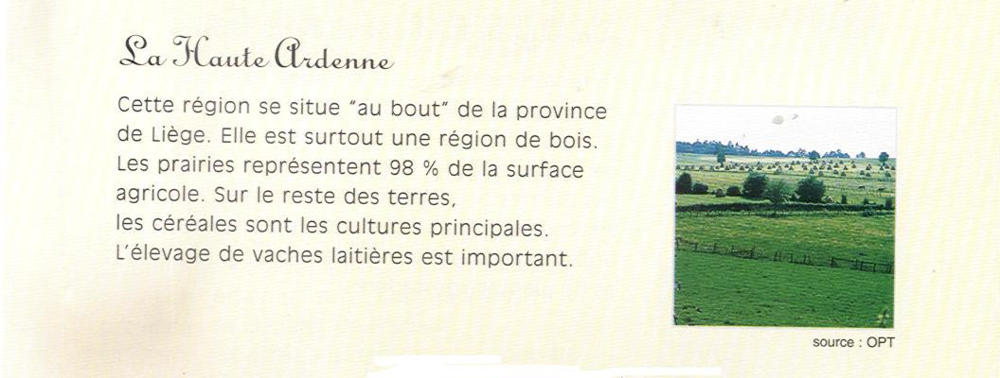 La Haute Ardenne
Cette région se situe "au bout" de la province
de Liège. Elle est surtout une région de bois.
Les prairies représentent 98 % de la surface
agricole. Sur le reste des terres,
les céréales sont les cultures principales.
L'élevage de vaches laitières est important.
source : OPT